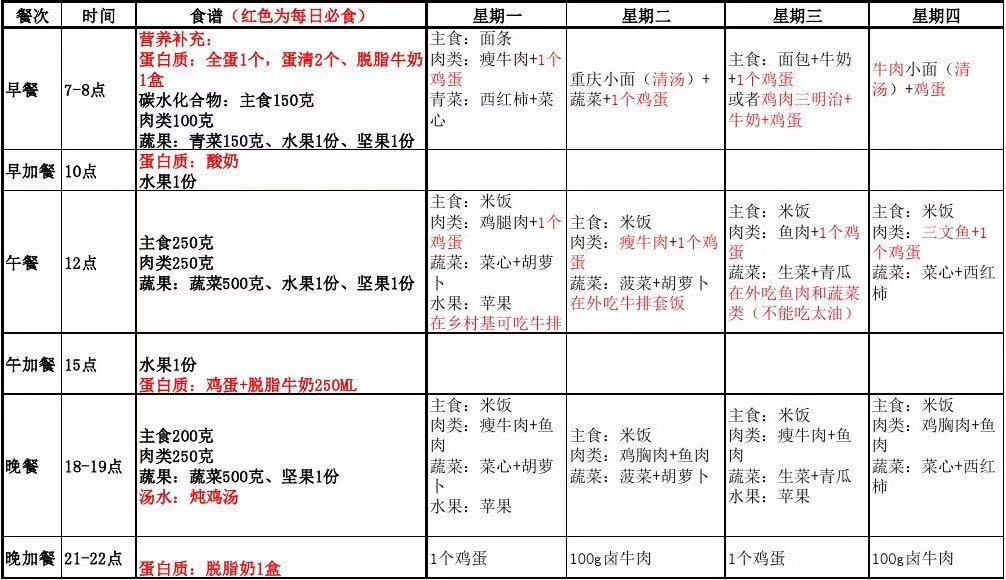 餐次 时间 食谱（红色为每日必食） 星期一 星期二 星期三 星期四
早餐
7-8点
营养补充：
蛋白质：全蛋1个，蛋清2个、脱脂牛奶
1盒
碳水化合物：主食150克
肉类100克
蔬果：青菜150克、水果1份、坚果1份
主食：面条
肉类：瘦牛肉+1个
鸡蛋
青菜：西红柿+菜
心
重庆小面（清汤）+
蔬菜+1个鸡蛋
主食：面包+牛奶
+1个鸡蛋
或者鸡肉三明治+
牛奶+鸡蛋
牛肉小面（清
汤）+鸡蛋
早加餐
10点
蛋白质：酸奶
水果1份
午餐
12点
主食250克
肉类250克
蔬果：蔬菜500克、水果1份、坚果1份
主食：米饭
肉类：鸡腿肉+1个
鸡蛋
蔬菜：菜心+胡萝
卜
水果：苹果
在乡村基可吃牛排
主食：米饭
肉类：瘦牛肉+1个鸡
蛋
蔬菜：菠菜+胡萝卜
在外吃牛排套饭
主食：米饭
肉类：鱼肉+1个鸡
蛋
蔬菜：生菜+青瓜
在外吃鱼肉和蔬菜
类（不能吃太油）
主食：米饭
肉类：三文鱼+1
个鸡蛋
蔬菜：菜心+西红
柿
午加餐
15点
水果1份
蛋白质：鸡蛋+脱脂牛奶250ML
晚餐
18-19点
主食200克
肉类250克
蔬果：蔬菜500克、坚果1份
汤水：炖鸡汤
主食：米饭
肉类：瘦牛肉+鱼
肉
蔬菜：菜心+胡萝
卜
水果：苹果
主食：米饭
肉类：鸡胸肉+鱼肉
蔬菜：菠菜+胡萝卜
主食：米饭
肉类：瘦牛肉+鱼
肉
蔬菜：生菜+青瓜
水果：苹果
主食：米饭
肉类：鸡胸肉+鱼
肉
蔬菜：菜心+西红
柿
晚加餐
21-22点
蛋白质：脱脂奶1盒
1个鸡蛋
100g卤牛肉
1个鸡蛋
100g卤牛肉